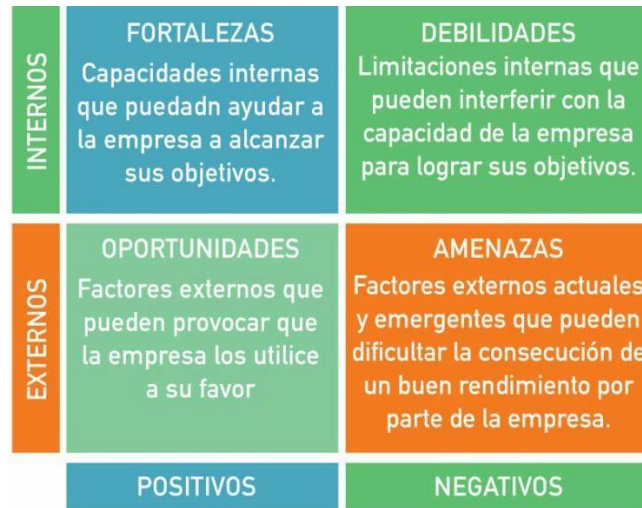 INTERNOS
FORTALEZAS
Capacidades internas
que puedadn ayudar a
la empresa a alcanzar
sus objetivos.
DEBILIDADES
Limitaciones internas que
pueden interferir con la
capacidad de la empresa
para lograr sus objetivos.
EXTERNOS
OPORTUNIDADES
Factores externos que
pueden provocar que
la empresa los utilice
a su favor
AMENAZAS
Factores externos actuales
y emergentes que pueden
dificultar la consecución de
un buen rendimiento por
parte de la empresa.
POSITIVOS
NEGATIVOS